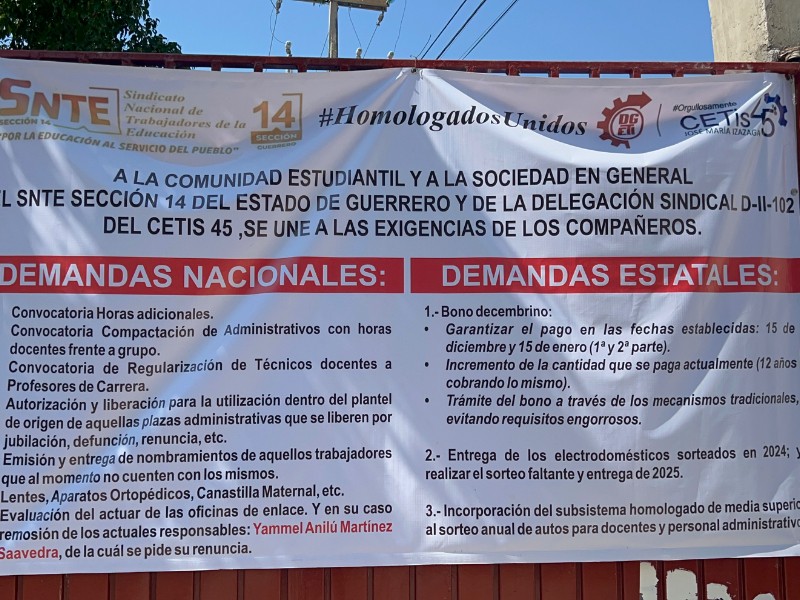 SNTE
SECCIÓN 14
Sindicato
Nacional de
Trabajadores de la
Educación
"POR LA EDUCACIÓN AL SERVICIO DEL PUEBLO"
14
SECCIÓN
GUERRERO
#HomologadosUnidos
#Orgullosamente
CETIS 45
JOSE MARÍA IZAZAGA
A LA COMUNIDAD ESTUDIANTIL Y A LA SOCIEDAD EN GENERAL
EL SNTE SECCIÓN 14 DEL ESTADO DE GUERRERO Y DE LA DELEGACIÓN SINDICAL D-II-102
DEL CETIS 45 ,SE UNE A LAS EXIGENCIAS DE LOS COMPAÑEROS.
DEMANDAS NACIONALES:
Convocatoria Horas adicionales.
Convocatoria Compactación de Administrativos con horas
docentes frente a grupo.
Convocatoria de Regularización de Técnicos docentes a
Profesores de Carrera.
Autorización y liberación para la utilización dentro del plantel
de origen de aquellas plazas administrativas que se liberen por
jubilación, defunción, renuncia, etc.
Emisión y entrega de nombramientos de aquellos trabajadores
que al momento no cuenten con los mismos.
Lentes, Aparatos Ortopédicos, Canastilla Maternal, etc.
Evaluación del actuar de las oficinas de enlace. Y en su caso
remosión de los actuales responsables: Yammel Anilú Martínez
Saavedra, de la cuál se pide su renuncia.
DEMANDAS ESTATALES:
1.- Bono decembrino:
• Garantizar el pago en las fechas establecidas: 15 de
diciembre y 15 de enero (1ª y 2ª parte).
• Incremento de la cantidad que se paga actualmente (12 años
cobrando lo mismo).
• Trámite del bono a través de los mecanismos tradicionales,
evitando requisitos engorrosos.
2.- Entrega de los electrodomésticos sorteados en 2024; y
realizar el sorteo faltante y entrega de 2025.
3.- Incorporación del subsistema homologado de media superio
al sorteo anual de autos para docentes y personal administrativo